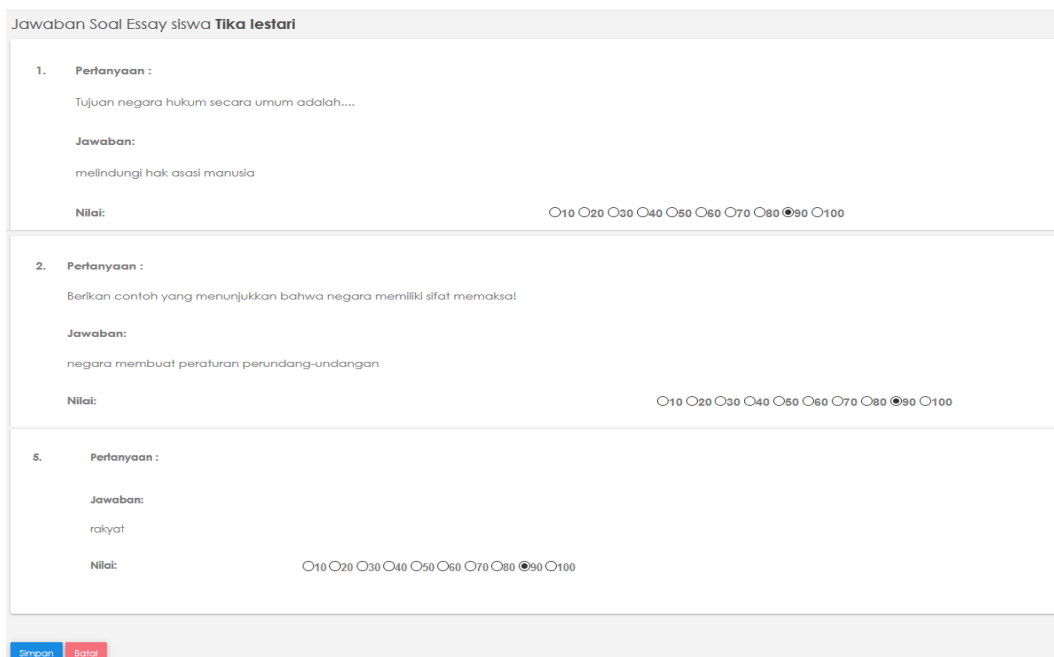 Jawaban Soal Essay siswa Tika lestari
1. Pertanyaan :
Tujuan negara hukum secara umum adalah....
Jawaban:
melindungi hak asasi manusia
Nilai: 10 20 30 40 50 60 70 80 90 100
2. Pertanyaan :
Berikan contoh yang menunjukkan bahwa negara memiliki sifat memaksa!
Jawaban:
negara membuat peraturan perundang-undangan
Nilai: 10 20 30 40 50 60 70 80 90 100
5. Pertanyaan :
Jawaban:
rakyat
Nilai: 10 20 30 40 50 60 70 80 90 100
Simpan Batal